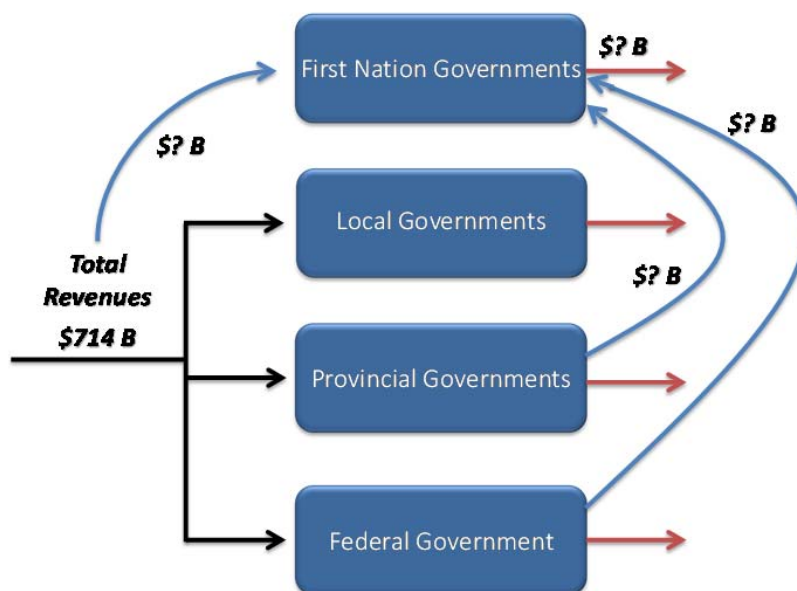 $? B
First Nation Governments
$? B
$? B
Local Governments
Total
Revenues
$714 B
$? B
Provincial Governments
Federal Government